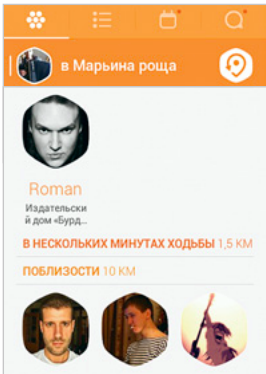 в Марьина роща
Roman
Издательски
й дом «Бурд...
В НЕСКОЛЬКИХ МИНУТАХ ХОДЬБЫ 1,5 КМ
ПОБЛИЗОСТИ 10 КМ